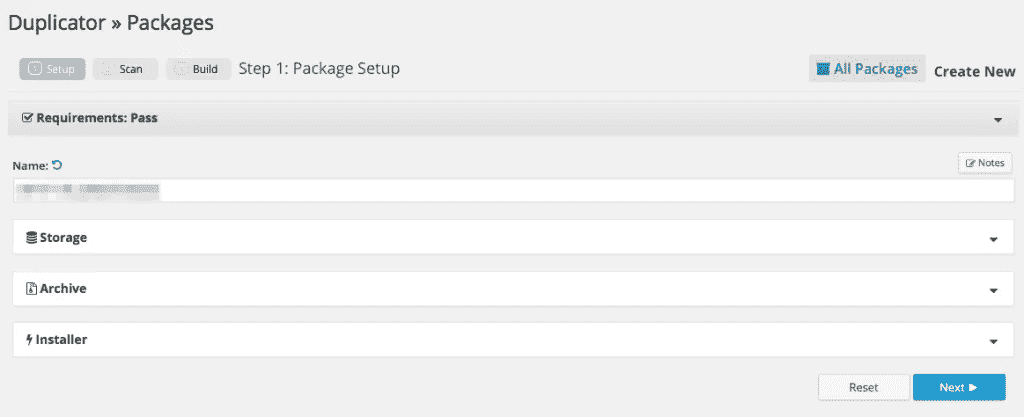 Duplicator » Packages
1 Setup Scan Build Step 1: Package Setup All Packages Create New
Requirements: Pass
Name: Notes
Storage
Archive
Installer
Reset Next